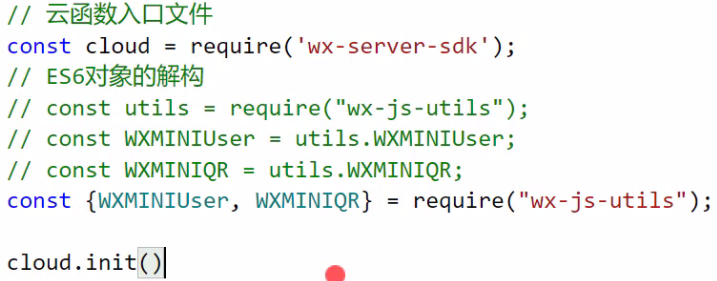 // 云函数入口文件
const cloud = require('wx-server-sdk');
// ES6对象的解构
// const utils = require("wx-js-utils");
// const WXMINIUser = utils.WXMINIUser;
// const WXMINIQR = utils.WXMINIQR;
const {WXMINIUser, WXMINIQR} = require("wx-js-utils");
cloud.init()